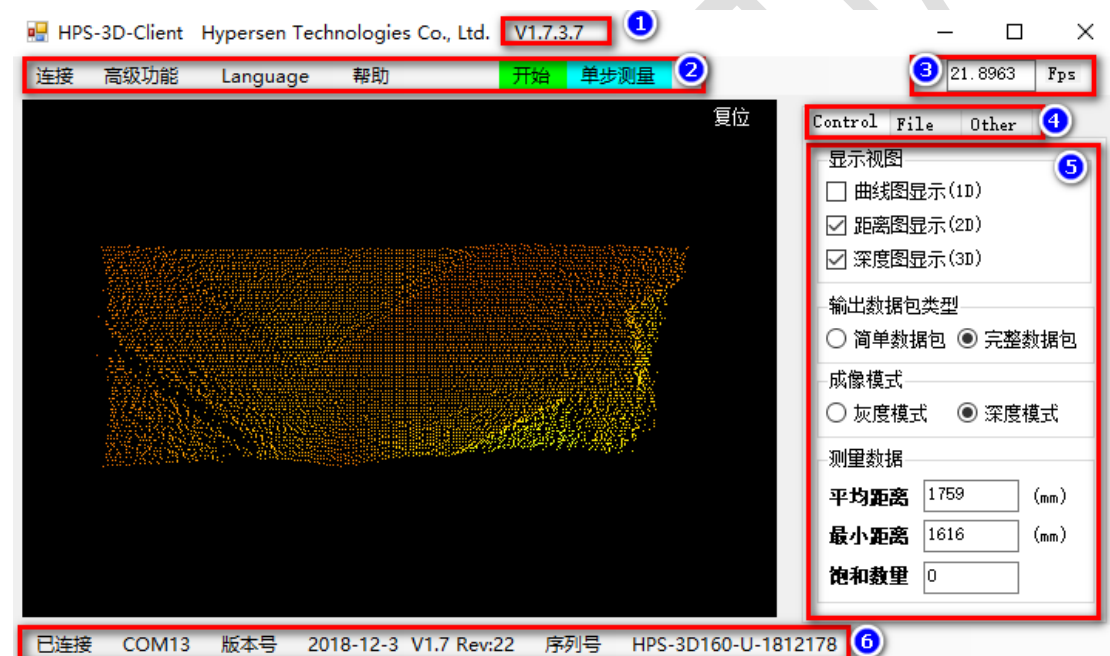 HPS-3D-Client Hypersen Technologies Co., Ltd. V1.7.3.7 1
连接 高级功能 Language 帮助 开始 单步测量 2 3 21.8963 Fps
复位
Control File Other 4
显示视图 5
曲线图显示(1D)
距离图显示(2D)
深度图显示(3D)
输出数据包类型
简单数据包 完整数据包
成像模式
灰度模式 深度模式
测量数据
平均距离 1759 (mm)
最小距离 1616 (mm)
饱和数量 0
已连接 COM13 版本号 2018-12-3 V1.7 Rev:22 序列号 HPS-3D160-U-1812178 6